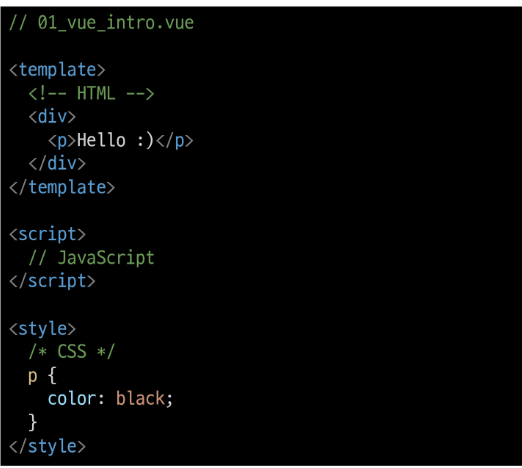 // 01_vue_intro.vue
<template>
<!-- HTML -->
<div>
<p>Hello :)</p>
</div>
</template>
<script>
// JavaScript
</script>
<style>
/* CSS */
p {
color: black;
}
</style>